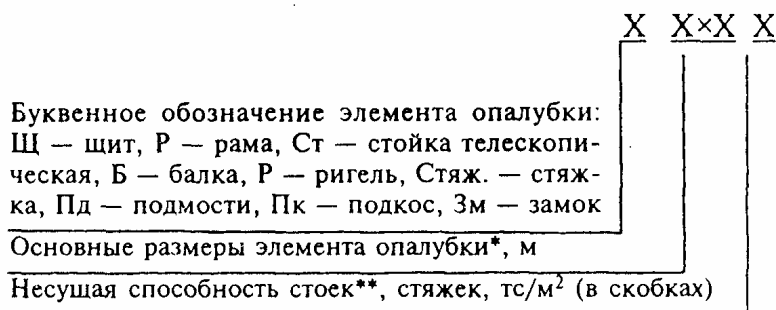 X X×X X
Буквенное обозначение элемента опалубки:
Щ — щит, Р — рама, Ст — стойка телескопи-
ческая, Б — балка, Р — ригель, Стяж. — стяж-
ка, Пд — подмости, Пк — подкос, Зм — замок
Основные размеры элемента опалубки*, м
Несущая способность стоек**, стяжек, тс/м² (в скобках)